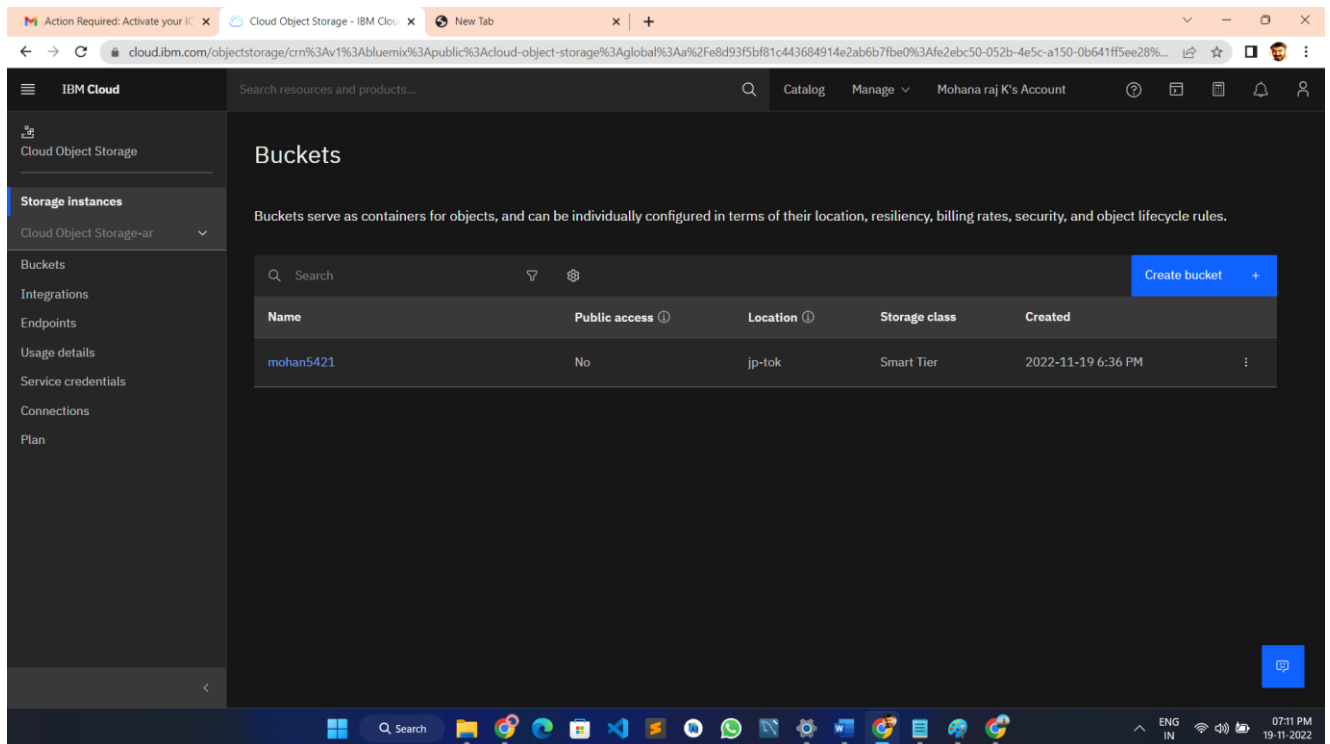 Action Required: Activate your IC
Cloud Object Storage - IBM Clou
New Tab
cloud.ibm.com/objectstorage/crn%3Av1%3Abluemix%3Apublic%3Acloud-object-storage%3Aglobal%3Aa%2Fe8d93f5bf81c443684914e2ab6b7fbe0%3Afe2ebc50-052b-4e5c-a150-0b641ff5ee28%...
IBM Cloud
Search resources and products...
Catalog
Manage
Mohana raj K's Account
Cloud Object Storage
Storage instances
Cloud Object Storage-ar
Buckets
Integrations
Endpoints
Usage details
Service credentials
Connections
Plan
Buckets
Buckets serve as containers for objects, and can be individually configured in terms of their location, resiliency, billing rates, security, and object lifecycle rules.
Search
Create bucket +
Name Public access Location Storage class Created
mohan5421 No jp-tok Smart Tier 2022-11-19 6:36 PM
Search
ENG
IN
07:11 PM
19-11-2022